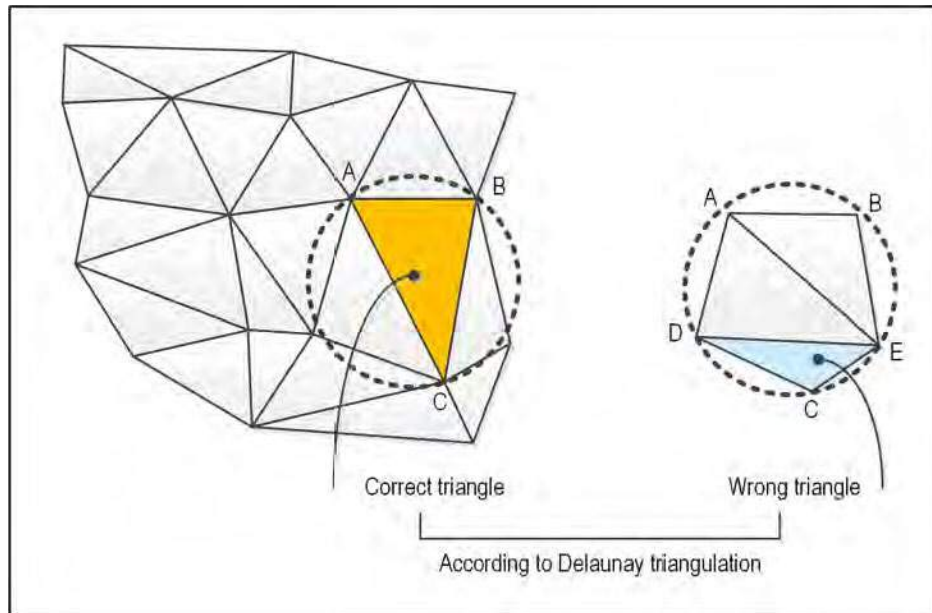 A
B
C
A
B
D
E
C
Correct triangle
Wrong triangle
According to Delaunay triangulation